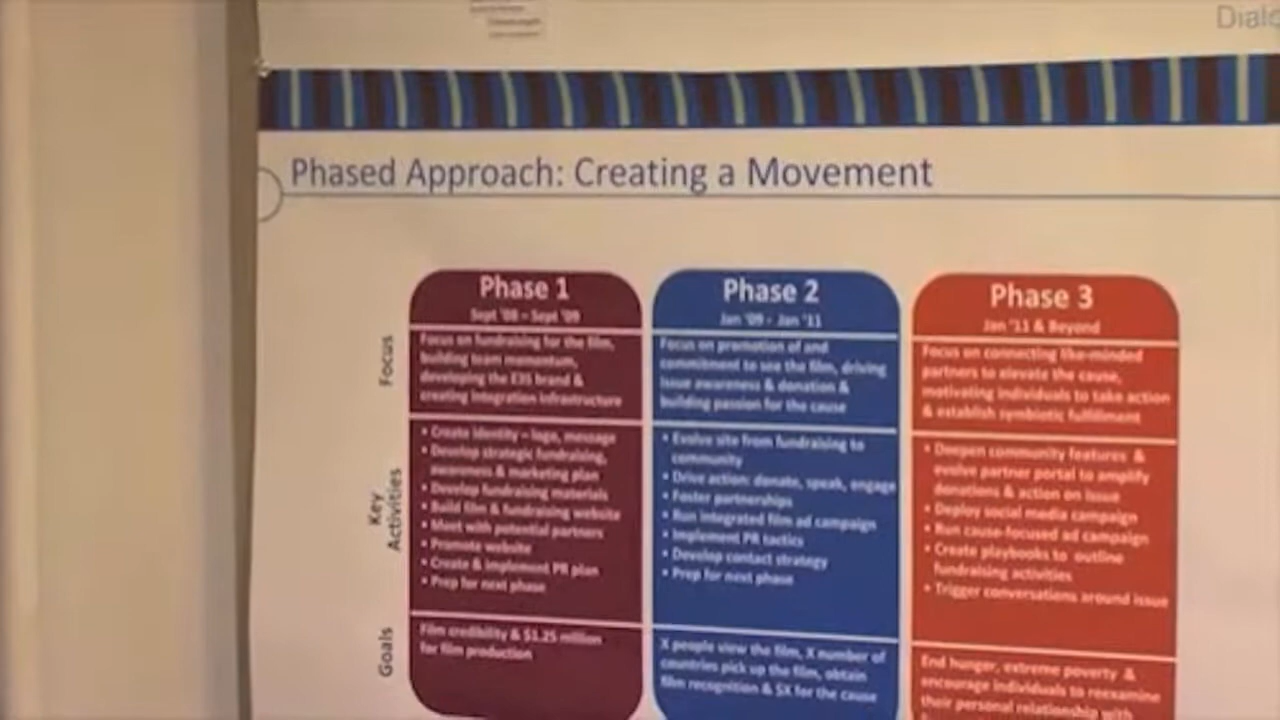 Phased Approach: Creating a Movement
Phase 1
Sept '08 – Sept '09
Focus
Focus on fundraising for the film,
building team momentum,
developing the E35 brand &
creating integration infrastructure
Key
Activities
• Create identity – logo, message
• Develop strategic fundraising,
awareness & marketing plan
• Develop fundraising materials
• Build film & fundraising website
• Meet with potential partners
• Promote website
• Create & implement PR plan
• Prep for next phase
Goals
Film credibility & $1.25 million
for film production
Phase 2
Jan '09 - Jan '11
Focus on promotion of and
commitment to see the film, driving
issue awareness & donation &
building passion for the cause
• Evolve site from fundraising to
community
• Drive action: donate, speak, engage
• Foster partnerships
• Run integrated film ad campaign
• Implement PR tactics
• Develop contact strategy
• Prep for next phase
X people view the film, X number of
countries pick up the film, obtain
film recognition & $X for the cause
Phase 3
Jan '11 & Beyond
Focus on connecting like-minded
partners to elevate the cause,
motivating individuals to take action
& establish symbiotic fulfillment
• Deepen community features &
evolve partner portal to amplify
donations & action on issue
• Deploy social media campaign
• Run cause-focused ad campaign
• Create playbooks to outline
fundraising activities
• Trigger conversations around issue
End hunger, extreme poverty &
encourage individuals to reexamine
their personal relationship with